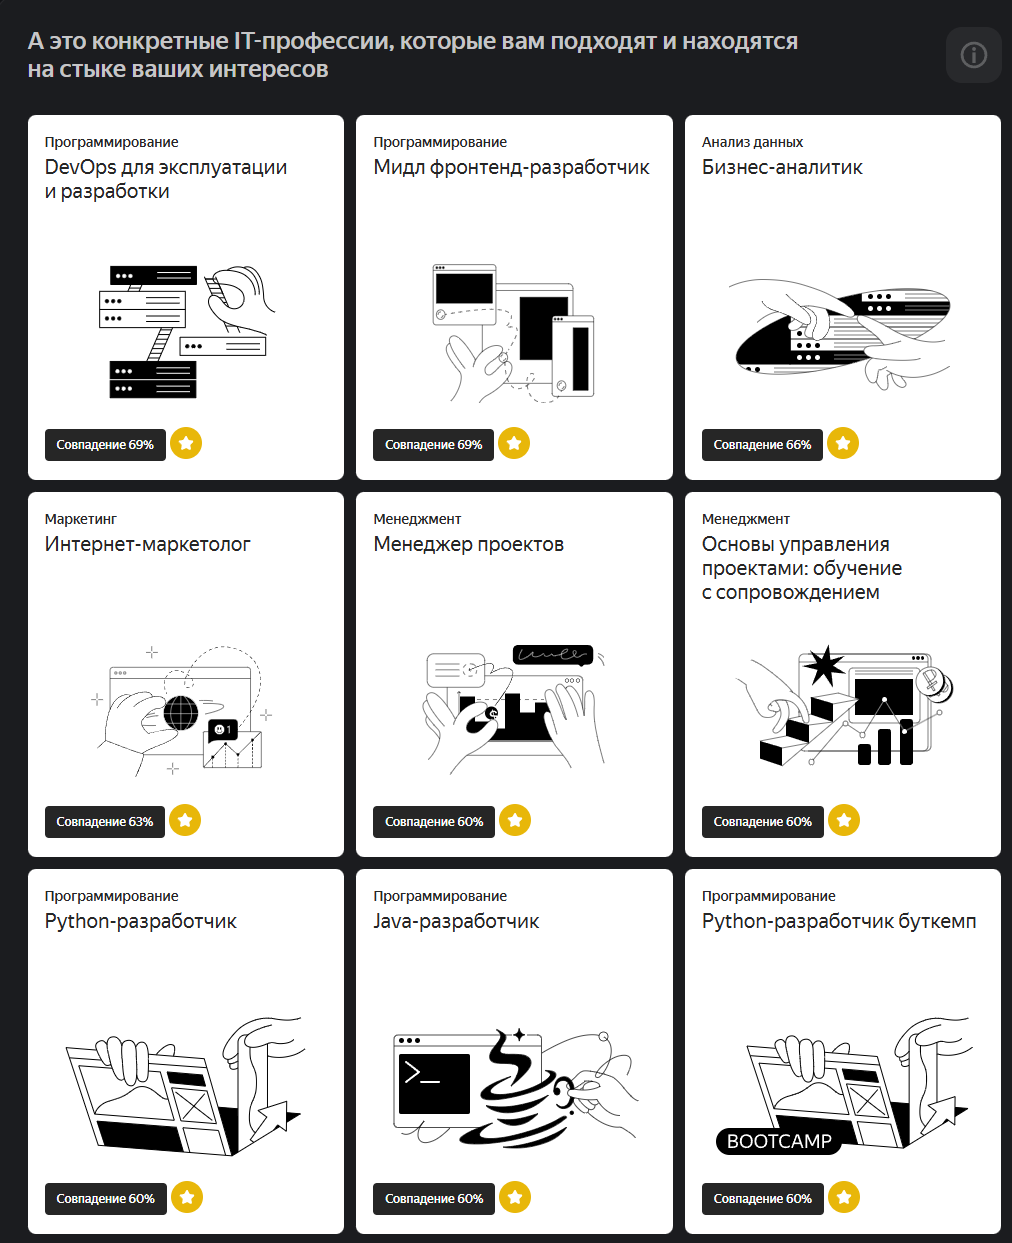 А это конкретные IT-профессии, которые вам подходят и находятся
на стыке ваших интересов
Программирование
DevOps для эксплуатации
и разработки
Совпадение 69%
Программирование
Мидл фронтенд-разработчик
Совпадение 69%
Анализ данных
Бизнес-аналитик
Совпадение 66%
Маркетинг
Интернет-маркетолог
1
Совпадение 63%
Менеджмент
Менеджер проектов
Совпадение 60%
Менеджмент
Основы управления
проектами: обучение
с сопровождением
₽
Совпадение 60%
Программирование
Python-разработчик
Совпадение 60%
Программирование
Java-разработчик
>_
Совпадение 60%
Программирование
Python-разработчик буткемп
BOOTCAMP
Совпадение 60%